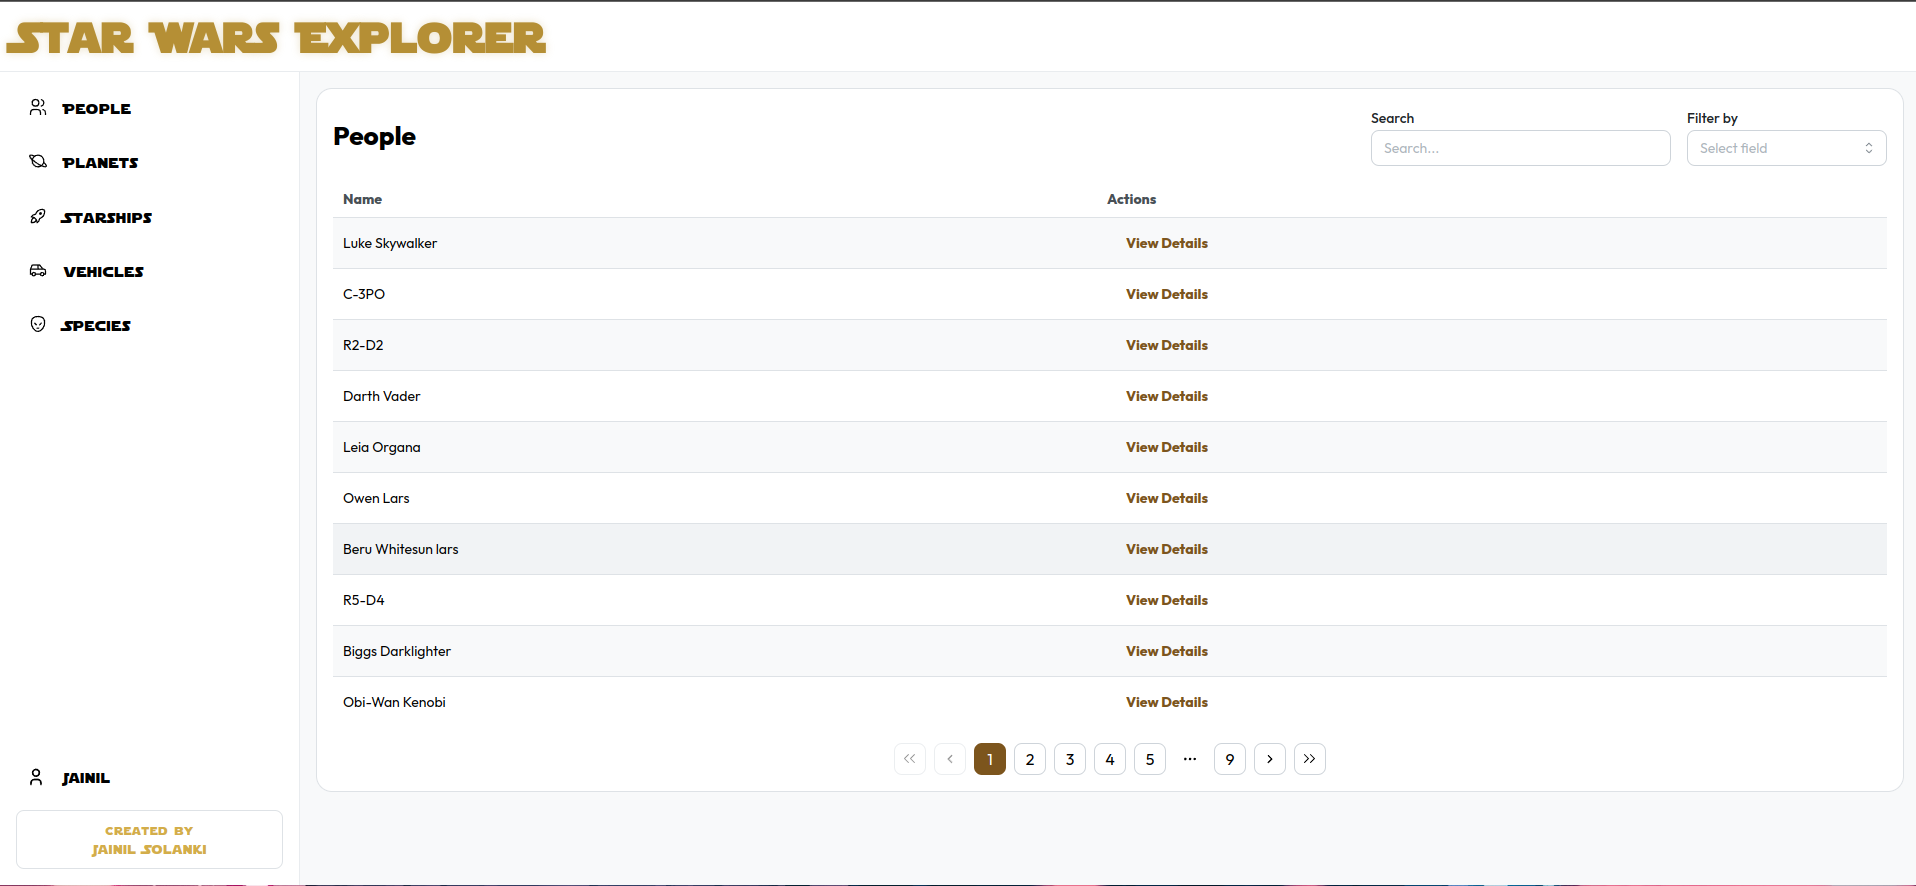 STAR WARS EXPLORER
PEOPLE
PLANETS
STARSHIPS
VEHICLES
SPECIES
JAINIL
CREATED BY
JAINIL SOLANKI
People
Search
Search...
Filter by
Select field
Name Actions
Luke Skywalker View Details
C-3PO View Details
R2-D2 View Details
Darth Vader View Details
Leia Organa View Details
Owen Lars View Details
Beru Whitesun lars View Details
R5-D4 View Details
Biggs Darklighter View Details
Obi-Wan Kenobi View Details
1 2 3 4 5 ··· 9